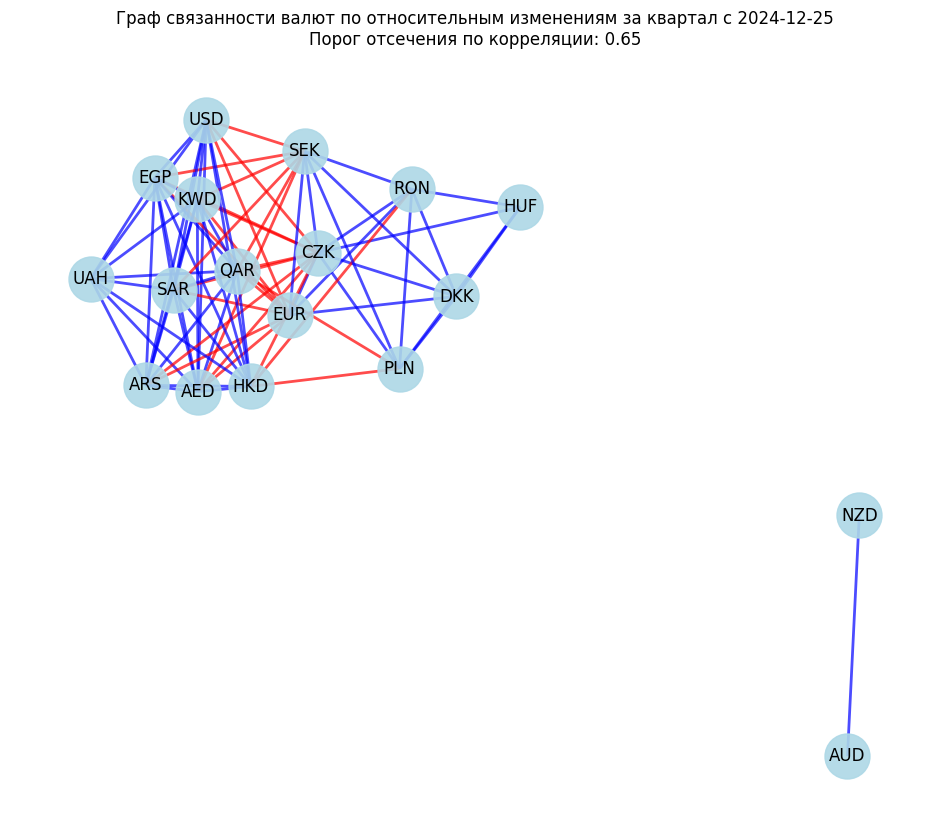 Граф связанности валют по относительным изменениям за квартал с 2024-12-25
Порог отсечения по корреляции: 0.65
USD
SEK
EGP
RON
KWD
HUF
CZK
QAR
UAH
SAR
DKK
EUR
PLN
ARS
AED
HKD
NZD
AUD